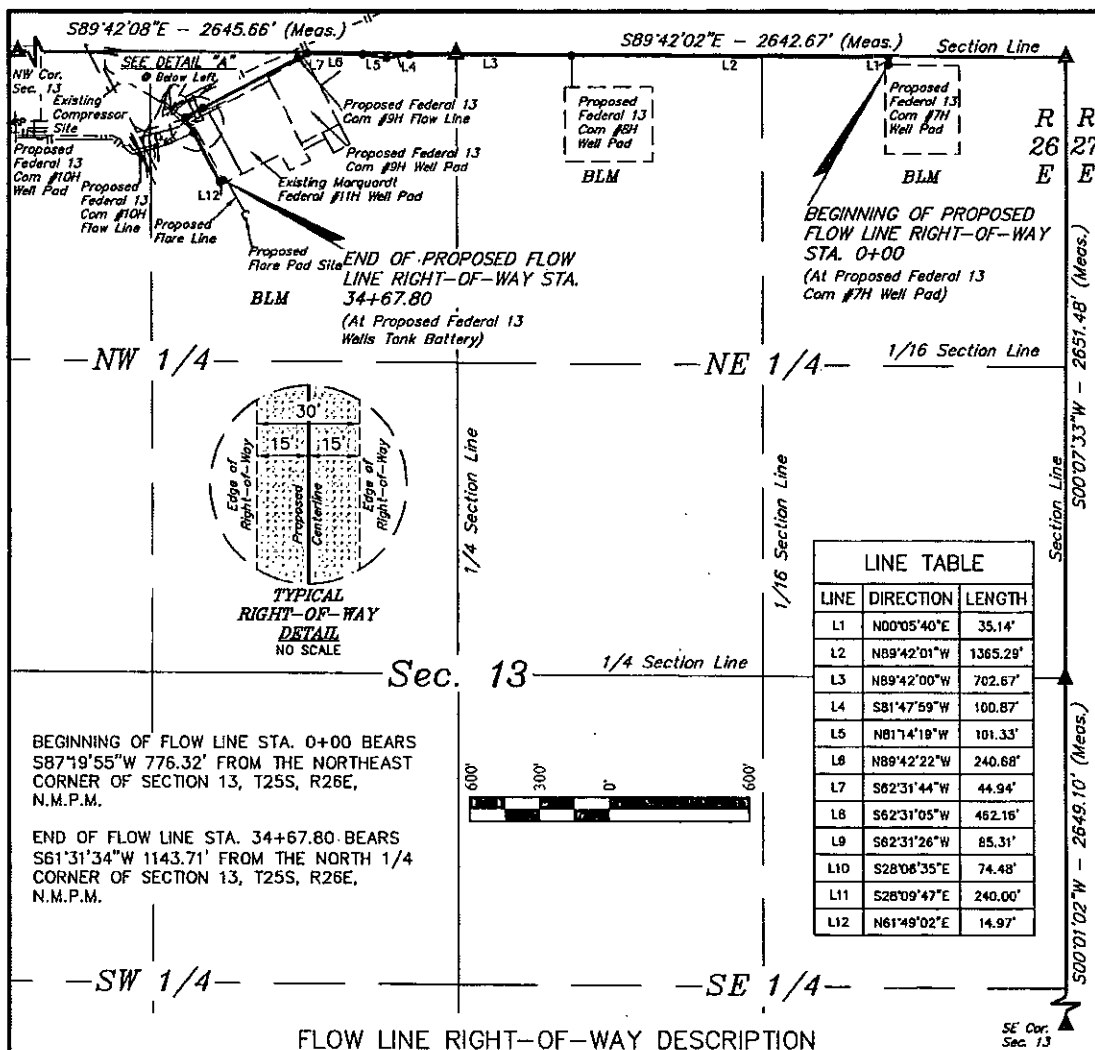 S89°42'08"E - 2645.66' (Meas.)
S89°42'02"E - 2642.67' (Meas.)
Section Line
NW Cor.
Sec. 13
SEE DETAIL "A"
@ Below Left
L7
L6
L5
L4
L3
L2
L1
Existing
Compressor
Site
Proposed Federal 13
Com #9H Flow Line
Proposed Federal 13
Com #9H Well Pad
Existing Marquardt
Federal #11H Well Pad
Proposed
Federal 13
Com #10H
Well Pad
Proposed
Federal 13
Com #10H
Flow Line
L12
Proposed
Flare Line
Proposed
Flare Pad Site
BLM
Proposed
Federal 13
Com #8H
Well Pad
BLM
Proposed
Federal 13
Com #7H
Well Pad
BLM
R R
26 27
E E
BEGINNING OF PROPOSED
FLOW LINE RIGHT-OF-WAY
STA. 0+00
(At Proposed Federal 13
Com #7H Well Pad)
END OF PROPOSED FLOW
LINE RIGHT-OF-WAY STA.
34+67.80
(At Proposed Federal 13
Wells Tank Battery)
S00°07'33"W - 2651.48' (Meas.)
NW 1/4
NE 1/4
1/16 Section Line
30'
15' 15'
Edge of
Right-of-Way
Proposed
Centerline
Edge of
Right-of-Way
TYPICAL
RIGHT-OF-WAY
DETAIL
NO SCALE
1/4 Section Line
1/16 Section Line
Section Line
Sec. 13
1/4 Section Line
LINE TABLE
LINE DIRECTION LENGTH
L1 N00°05'40"E 35.14'
L2 N89°42'01"W 1365.29'
L3 N89°42'00"W 702.67'
L4 S81°47'59"W 100.87'
L5 N81°14'19"W 101.33'
L6 N89°42'22"W 240.68'
L7 S62°31'44"W 44.94'
L8 S62°31'05"W 462.16'
L9 S62°31'26"W 85.31'
L10 S28°08'35"E 74.48'
L11 S28°09'47"E 240.00'
L12 N61°49'02"E 14.97'
BEGINNING OF FLOW LINE STA. 0+00 BEARS
S87°19'55"W 776.32' FROM THE NORTHEAST
CORNER OF SECTION 13, T25S, R26E,
N.M.P.M.
END OF FLOW LINE STA. 34+67.80 BEARS
S61°31'34"W 1143.71' FROM THE NORTH 1/4
CORNER OF SECTION 13, T25S, R26E,
N.M.P.M.
600' 300' 0' 600'
S00°01'02"W - 2649.10' (Meas.)
SW 1/4
SE 1/4
FLOW LINE RIGHT-OF-WAY DESCRIPTION
SE Cor.
Sec. 13